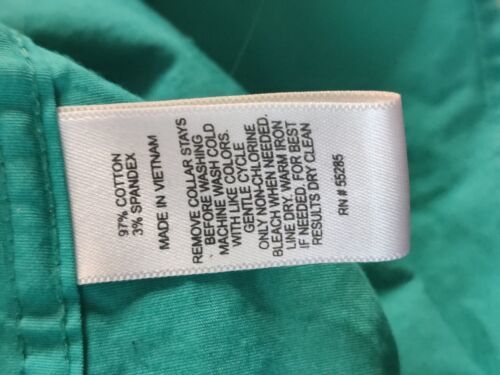 97% COTTON
3% SPANDEX
MADE IN VIETNAM
REMOVE COLLAR STAYS
BEFORE WASHING
MACHINE WASH COLD
WITH LIKE COLORS.
GENTLE CYCLE
ONLY NON-CHLORINE
BLEACH WHEN NEEDED.
LINE DRY. WARM IRON
IF NEEDED. FOR BEST
RESULTS DRY CLEAN
RN # 55285